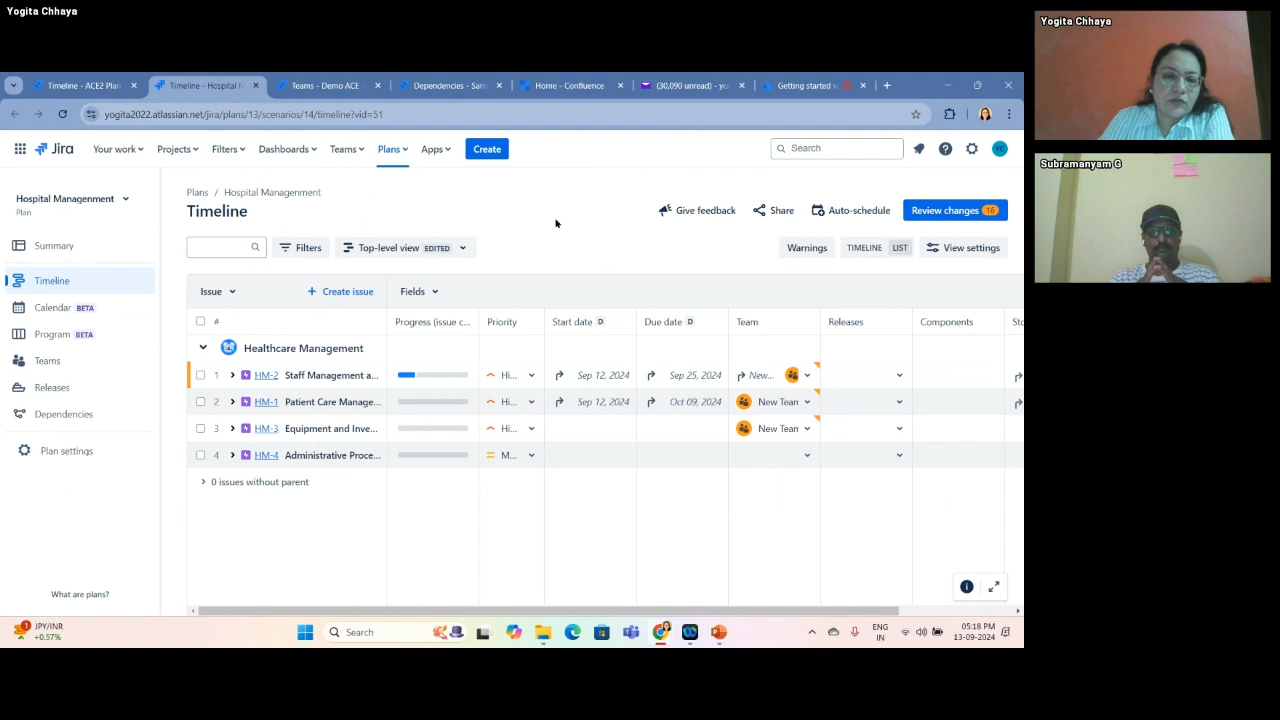 Yogita Chhaya
Yogita Chhaya
Subramanyam G
Timeline - ACE2 Plan
Timeline - Hospital M
Teams - Demo ACE
Dependencies - Sam
Home - Confluence
(30,090 unread) - yo
Getting started w
yogita2022.atlassian.net/jira/plans/13/scenarios/14/timeline?vid=51
Jira
Your work
Projects
Filters
Dashboards
Teams
Plans
Apps
Create
Search
YC
Hospital Managenment
Plan
Plans / Hospital Managenment
Timeline
Give feedback
Share
Auto-schedule
Review changes 16
Summary
Timeline
Calendar BETA
Program BETA
Teams
Releases
Dependencies
Plan settings
What are plans?
Filters
Top-level view EDITED
Warnings
TIMELINE
LIST
View settings
Issue
+ Create issue
Fields
# Progress (issue c... Priority Start date D Due date D Team Releases Components Sto
Healthcare Management
1 HM-2 Staff Management a... Hi... Sep 12, 2024 Sep 25, 2024 New...
2 HM-1 Patient Care Manage... Hi... Sep 12, 2024 Oct 09, 2024 New Team
3 HM-3 Equipment and Inve... Hi... New Team
4 HM-4 Administrative Proce... M...
0 issues without parent
JPY/INR
+0.57%
Search
ENG
IN
05:18 PM
13-09-2024